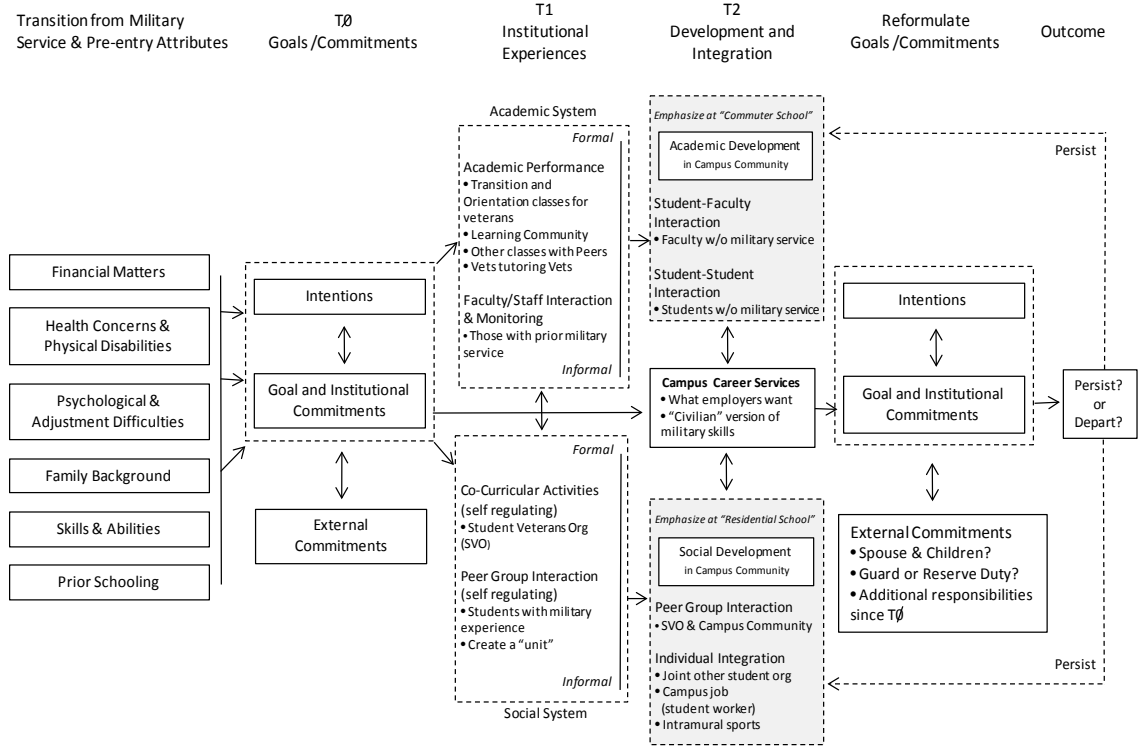 Transition from Military
Service & Pre-entry Attributes
TØ
Goals /Commitments
T1
Institutional
Experiences
T2
Development and
Integration
Reformulate
Goals /Commitments
Outcome
Financial Matters
Health Concerns &
Physical Disabilities
Psychological &
Adjustment Difficulties
Family Background
Skills & Abilities
Prior Schooling
Intentions
Goal and Institutional
Commitments
External
Commitments
Academic System
Formal
Academic Performance
• Transition and
Orientation classes for
veterans
• Learning Community
• Other classes with Peers
• Vets tutoring Vets
Faculty/Staff Interaction
& Monitoring
• Those with prior military
service
Informal
Formal
Co-Curricular Activities
(self regulating)
• Student Veterans Org
(SVO)
Peer Group Interaction
(self regulating)
• Students with military
experience
• Create a “unit”
Informal
Social System
Emphasize at “Commuter School”
Academic Development
in Campus Community
Student-Faculty
Interaction
• Faculty w/o military service
Student-Student
Interaction
• Students w/o military service
Campus Career Services
• What employers want
• “Civilian” version of
military skills
Emphasize at “Residential School”
Social Development
in Campus Community
Peer Group Interaction
• SVO & Campus Community
Individual Integration
• Joint other student org
• Campus job
(student worker)
• Intramural sports
Intentions
Goal and Institutional
Commitments
External Commitments
• Spouse & Children?
• Guard or Reserve Duty?
• Additional responsibilities
since TØ
Persist
Persist?
or
Depart?
Persist